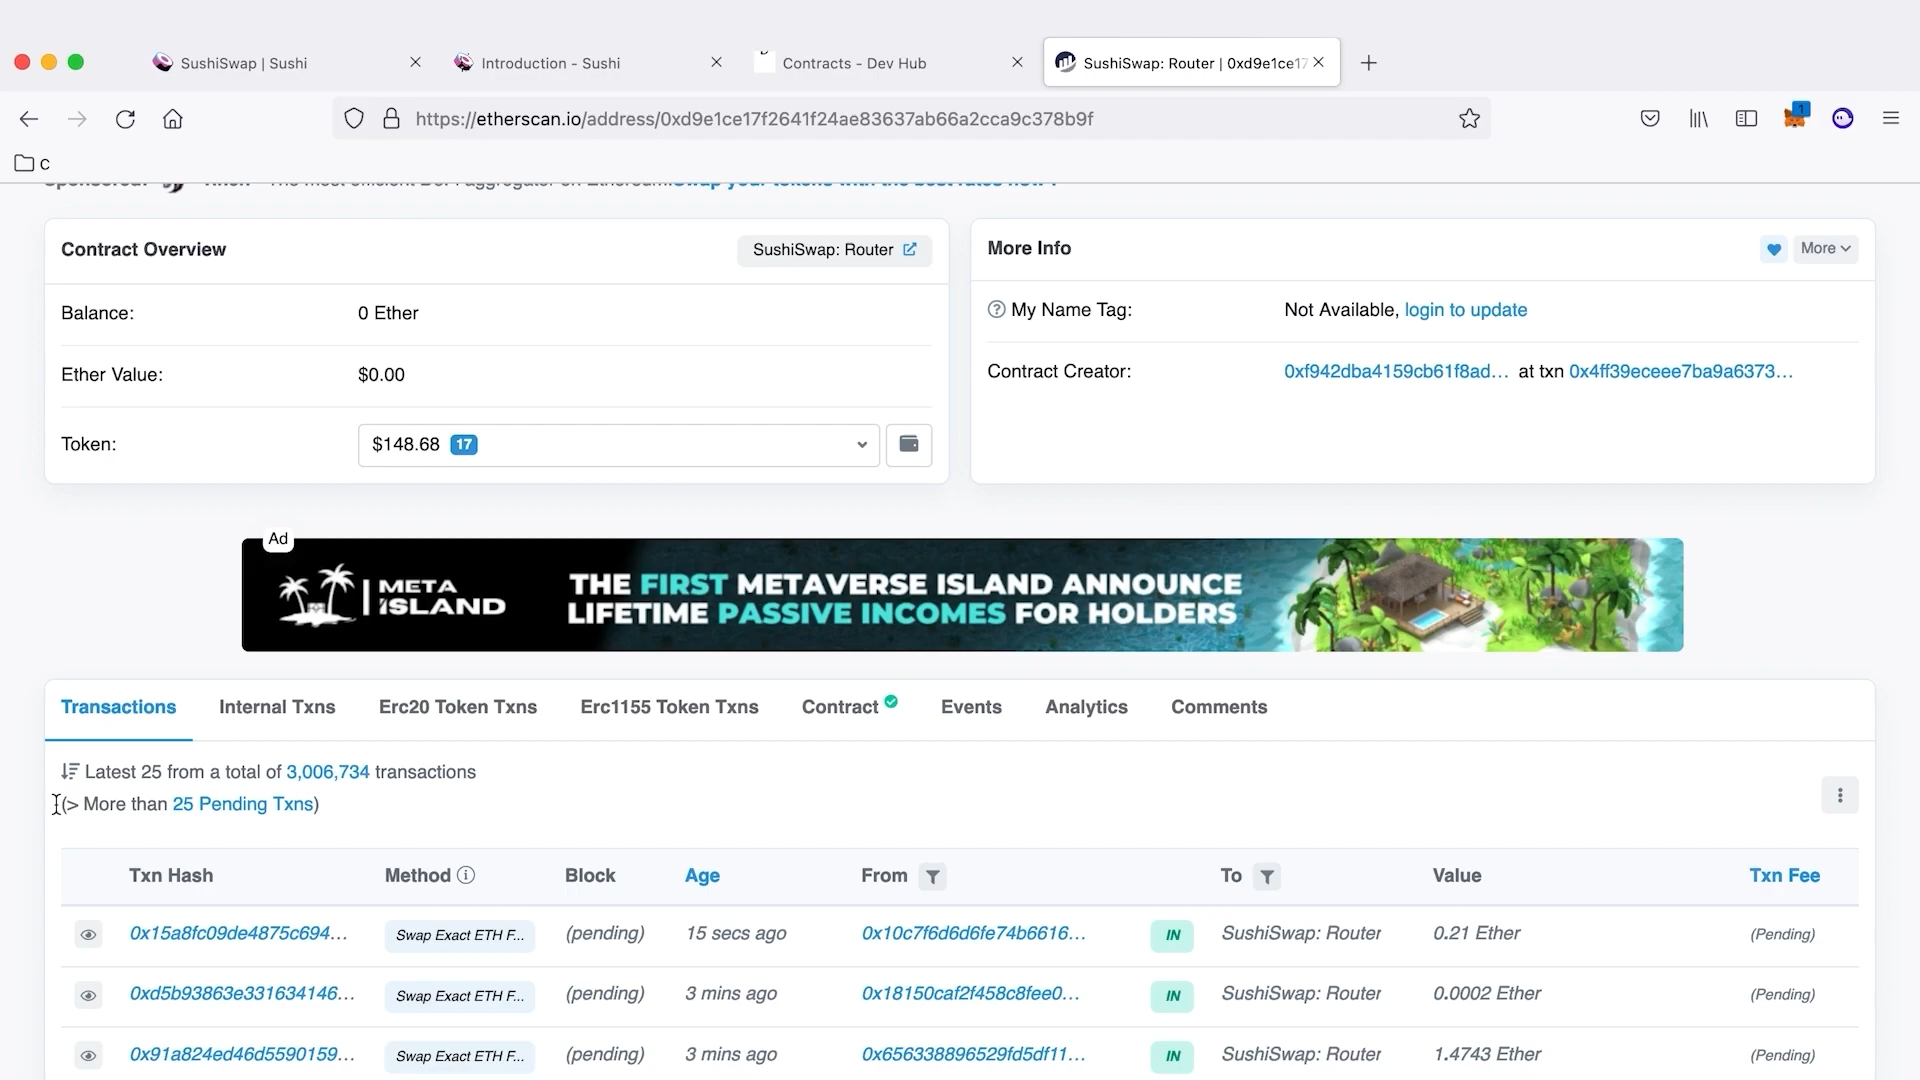 SushiSwap | Sushi
Introduction - Sushi
Contracts - Dev Hub
SushiSwap: Router | 0xd9e1ce17
https://etherscan.io/address/0xd9e1ce17f2641f24ae83637ab66a2cca9c378b9f
1
C
Contract Overview
SushiSwap: Router
Balance:
0 Ether
Ether Value:
$0.00
Token:
$148.68 17
More Info
More
My Name Tag:
Not Available, login to update
Contract Creator:
0xf942dba4159cb61f8ad... at txn 0x4ff39eceee7ba9a6373...
Ad
META ISLAND
THE FIRST METAVERSE ISLAND ANNOUNCE
LIFETIME PASSIVE INCOMES FOR HOLDERS
Transactions Internal Txns Erc20 Token Txns Erc1155 Token Txns Contract Events Analytics Comments
Latest 25 from a total of 3,006,734 transactions
(> More than 25 Pending Txns)
Txn Hash Method Block Age From To Value Txn Fee
0x15a8fc09de4875c694... Swap Exact ETH F... (pending) 15 secs ago 0x10c7f6d6d6fe74b6616... IN SushiSwap: Router 0.21 Ether (Pending)
0xd5b93863e331634146... Swap Exact ETH F... (pending) 3 mins ago 0x18150caf2f458c8fee0... IN SushiSwap: Router 0.0002 Ether (Pending)
0x91a824ed46d5590159... Swap Exact ETH F... (pending) 3 mins ago 0x656338896529fd5df11... IN SushiSwap: Router 1.4743 Ether (Pending)